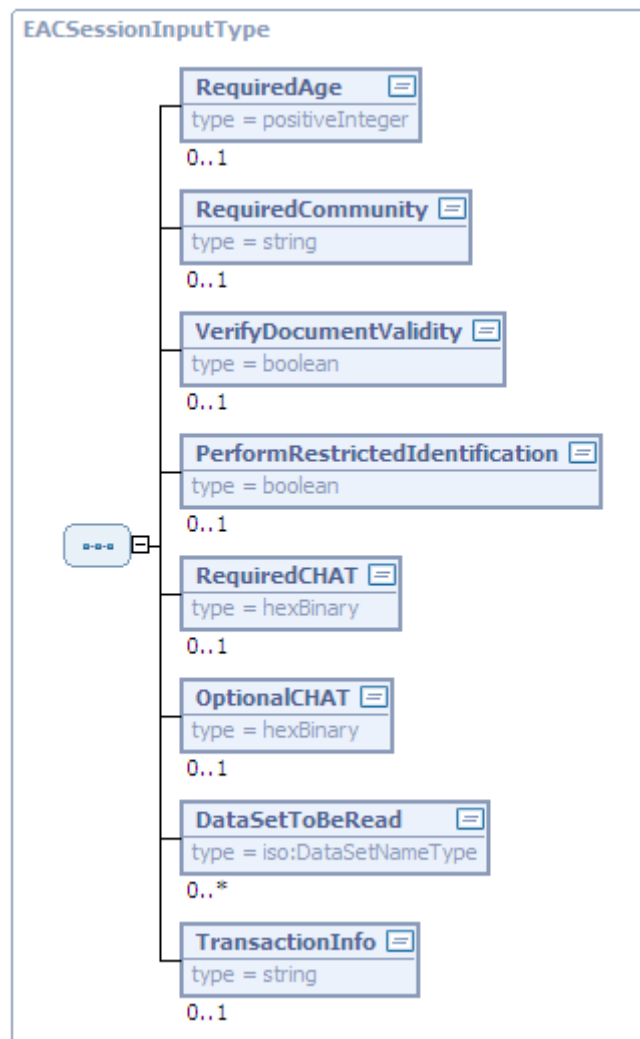 EACSessionInputType
RequiredAge
type = positiveInteger
0..1
RequiredCommunity
type = string
0..1
VerifyDocumentValidity
type = boolean
0..1
PerformRestrictedIdentification
type = boolean
0..1
RequiredCHAT
type = hexBinary
0..1
OptionalCHAT
type = hexBinary
0..1
DataSetToBeRead
type = iso:DataSetNameType
0..*
TransactionInfo
type = string
0..1